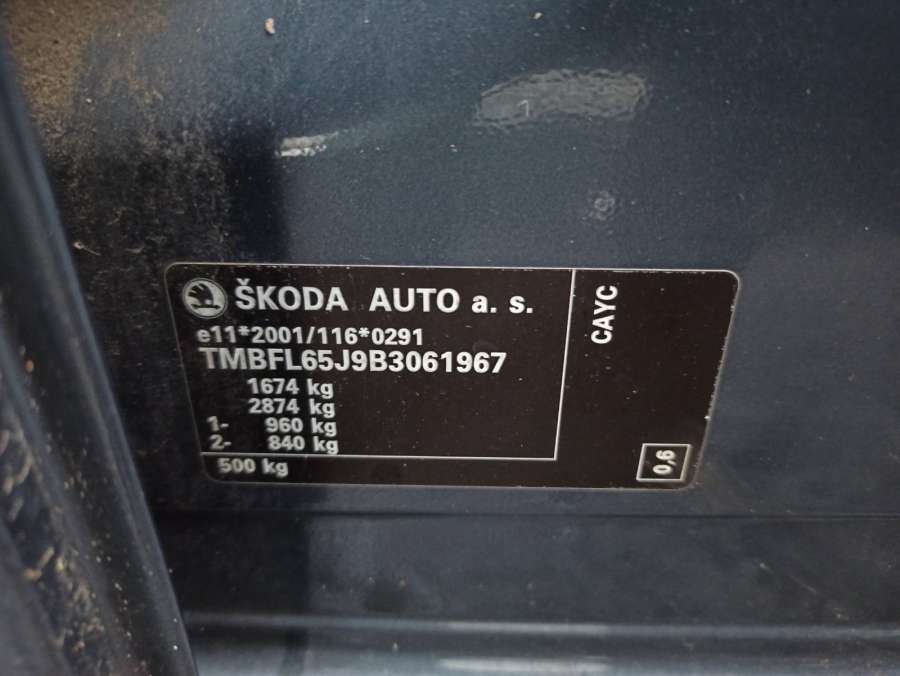 ŠKODA AUTO a. s.
e11*2001/116*0291
TMBFL65J9B3061967
1674 kg
2874 kg
1- 960 kg
2- 840 kg
500 kg
CAYC
0,6